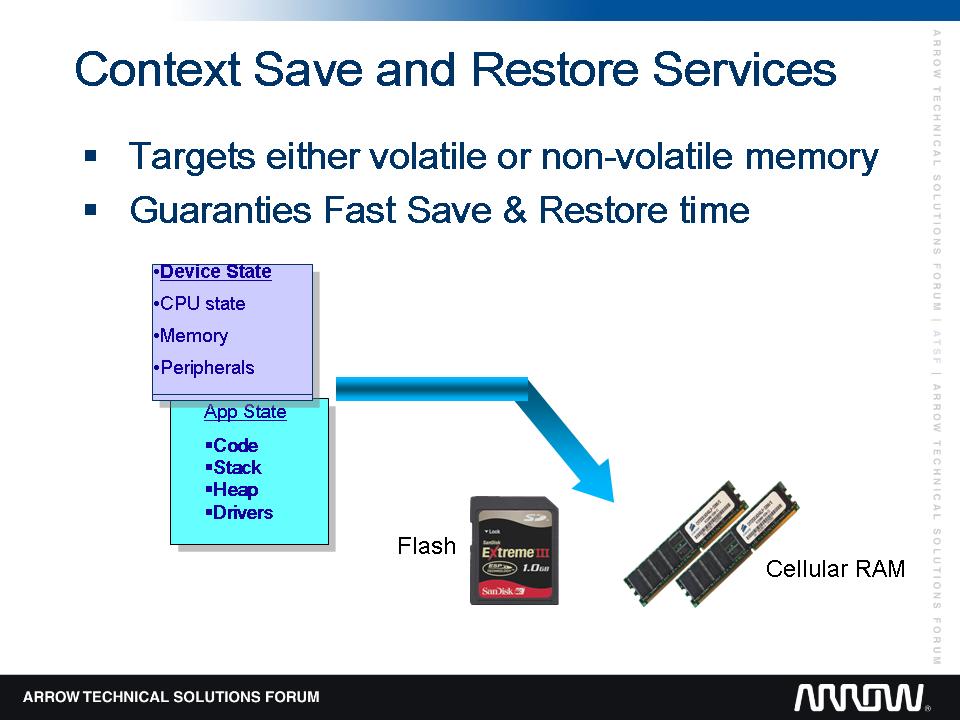 Context Save and Restore Services
▪ Targets either volatile or non-volatile memory
▪ Guaranties Fast Save & Restore time
•Device State
•CPU state
•Memory
•Peripherals
App State
▪Code
▪Stack
▪Heap
▪Drivers
Flash
SD
Lock
SanDisk
Extreme III
ESP
TECHNOLOGY
1.0GB
SanDisk
Cellular RAM
ARROW TECHNICAL SOLUTIONS FORUM | ATSF | ARROW TECHNICAL SOLUTIONS FORUM
ARROW TECHNICAL SOLUTIONS FORUM
ARROW®